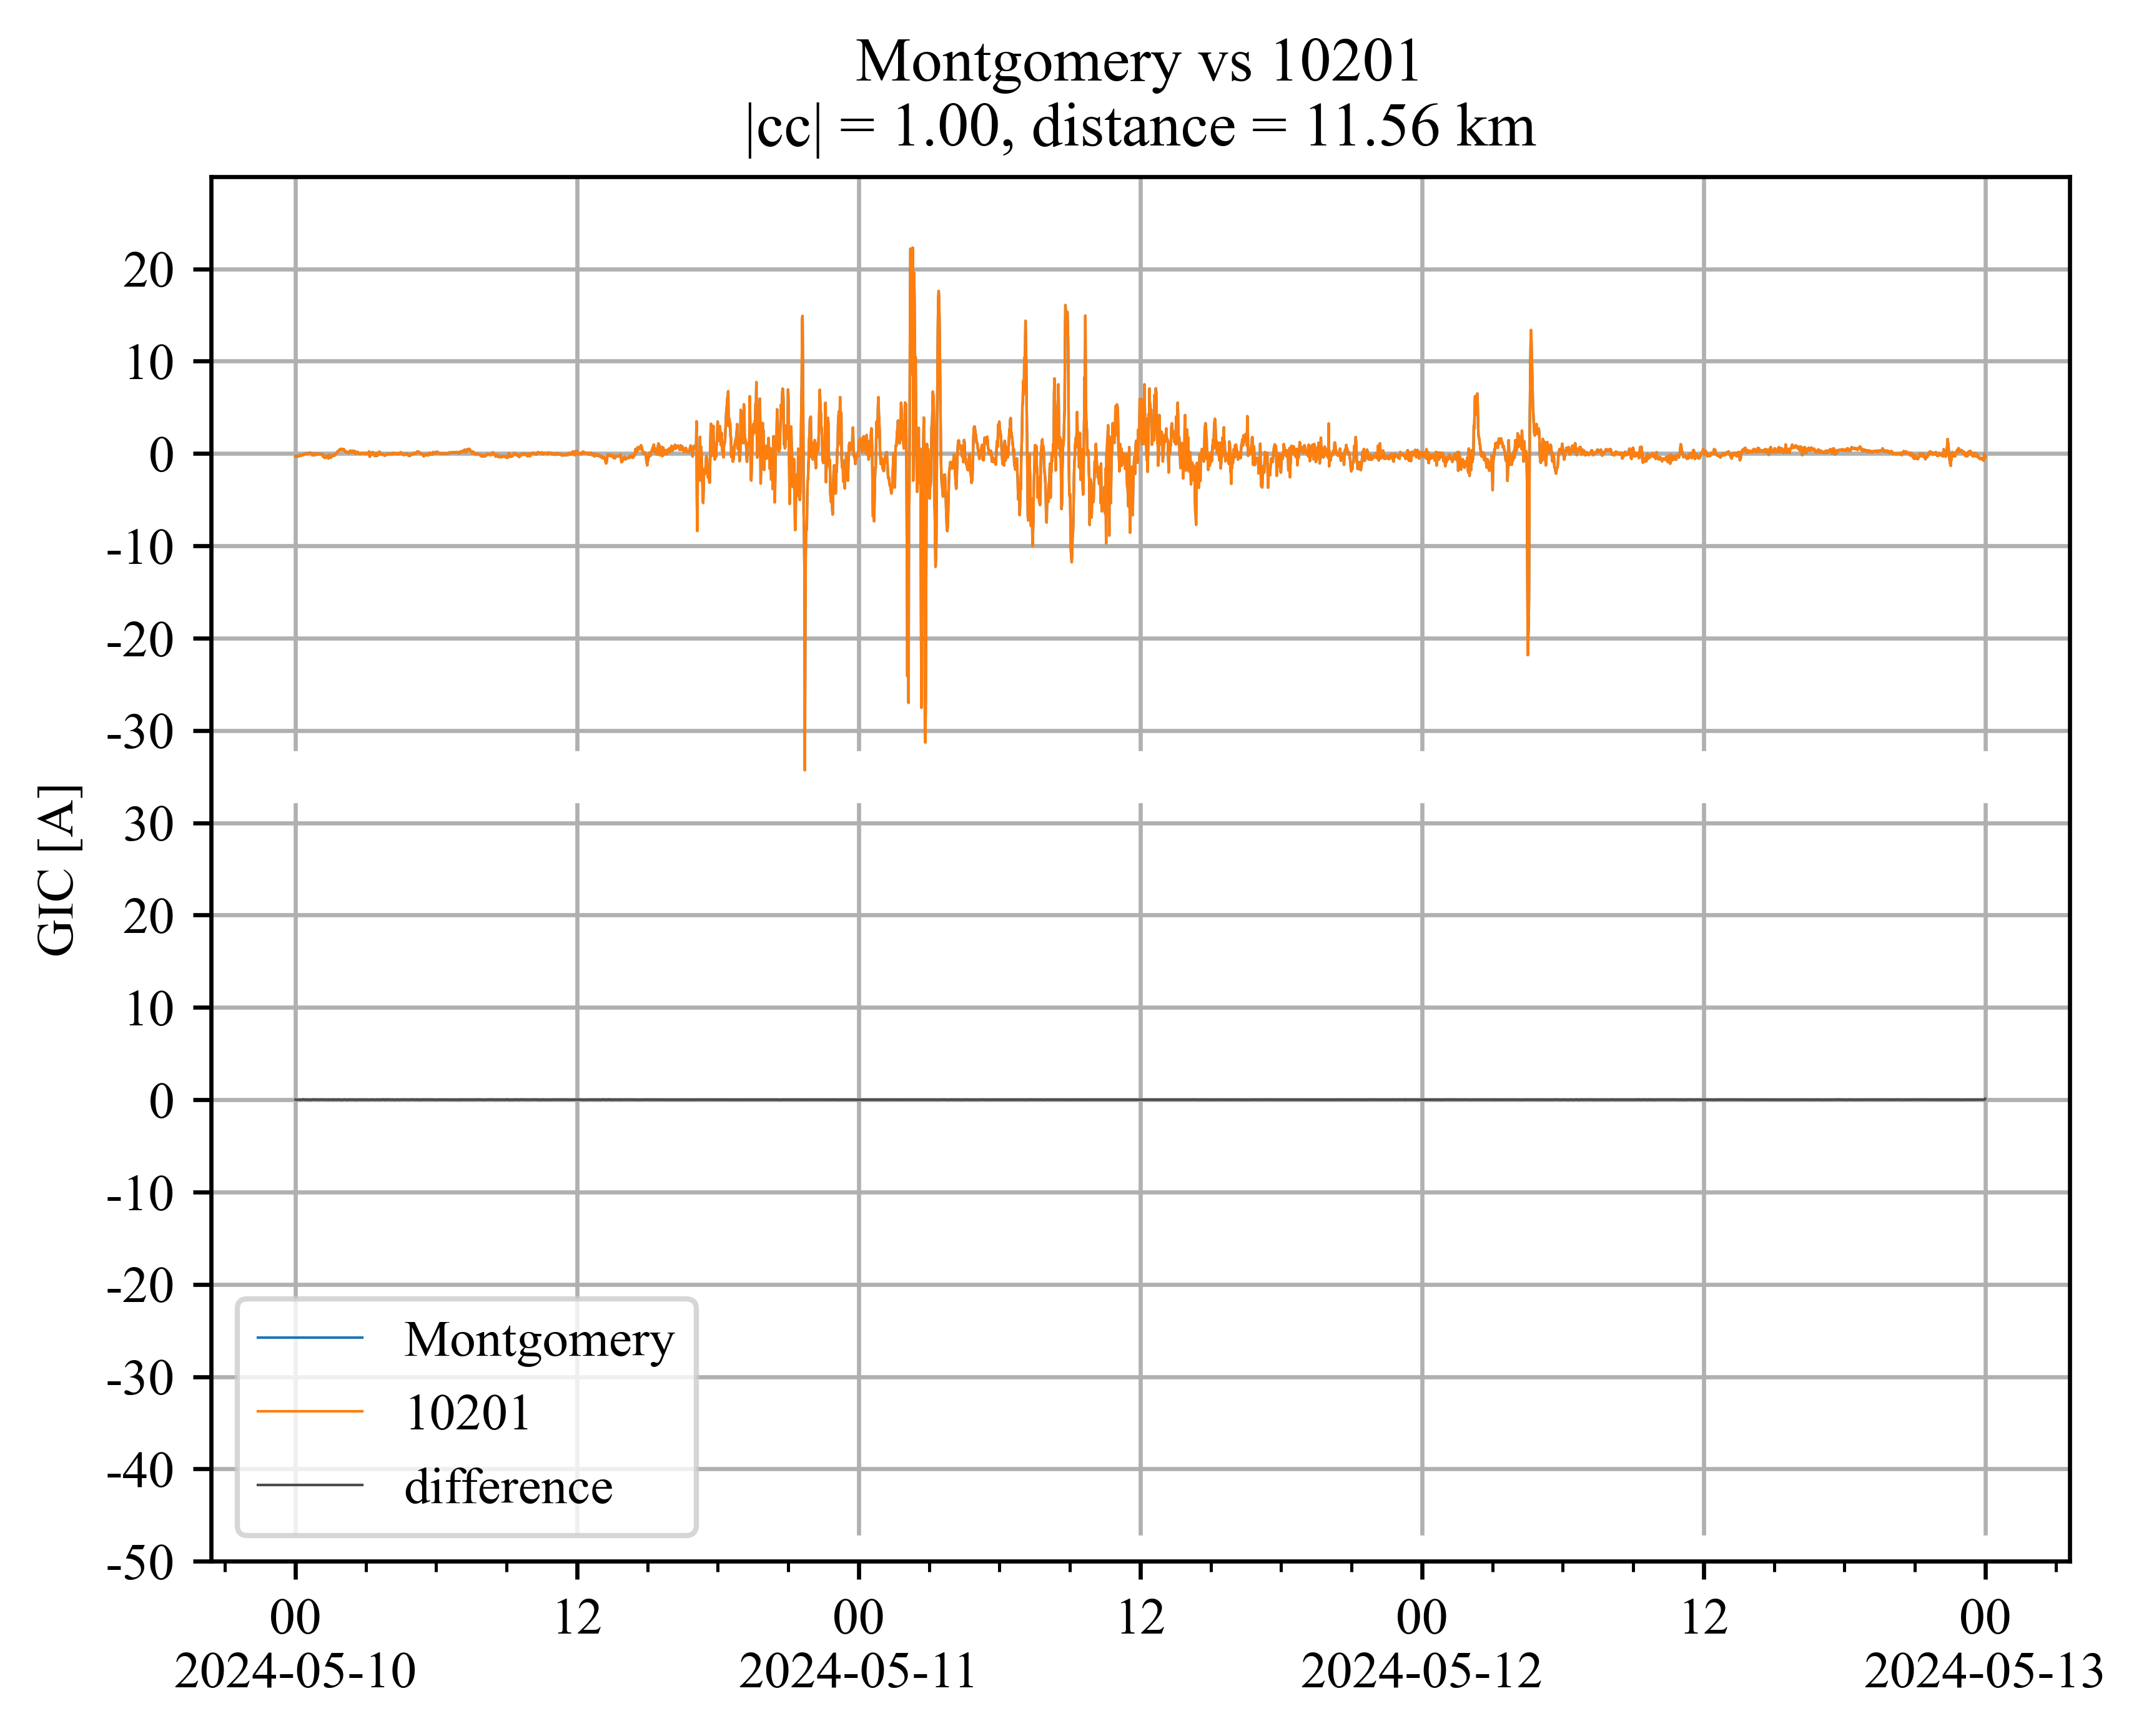 Montgomery vs 10201
|cc| = 1.00, distance = 11.56 km
GIC [A]
20
10
0
-10
-20
-30
30
20
10
0
-10
-20
-30
-40
-50
Montgomery
10201
difference
00 12 00 12 00 12 00
2024-05-10 2024-05-11 2024-05-12 2024-05-13